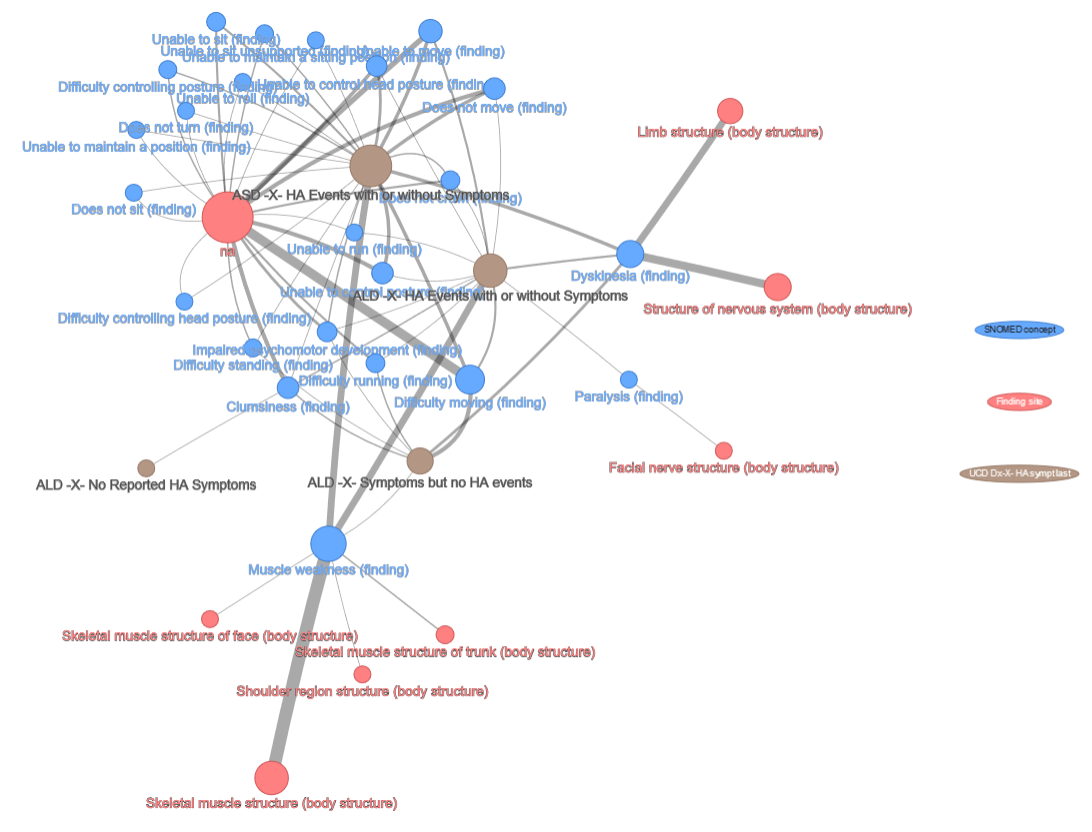 Unable to sit (finding)
Unable to sit unsupported (finding)
Unable to move (finding)
Unable to maintain a sitting position (finding)
Difficulty controlling posture (finding)
Unable to control head posture (finding)
Unable to roll (finding)
Does not move (finding)
Does not turn (finding)
Limb structure (body structure)
Unable to maintain a position (finding)
ASD -X- HA Events with or without Symptoms
Does not (finding)
Does not sit (finding)
na
Unable to run (finding)
Dyskinesia (finding)
Unable to control posture (finding)
ALD -X- HA Events with or without Symptoms
Structure of nervous system (body structure)
Difficulty controlling head posture (finding)
SNOMED concept
Impaired psychomotor development (finding)
Difficulty standing (finding)
Difficulty running (finding)
Paralysis (finding)
Clumsiness (finding)
Difficulty moving (finding)
Finding site
Facial nerve structure (body structure)
UCD Dx-X- HAsymptlast
ALD -X- No Reported HA Symptoms
ALD -X- Symptoms but no HA events
Muscle weakness (finding)
Skeletal muscle structure of face (body structure)
Skeletal muscle structure of trunk (body structure)
Shoulder region structure (body structure)
Skeletal muscle structure (body structure)